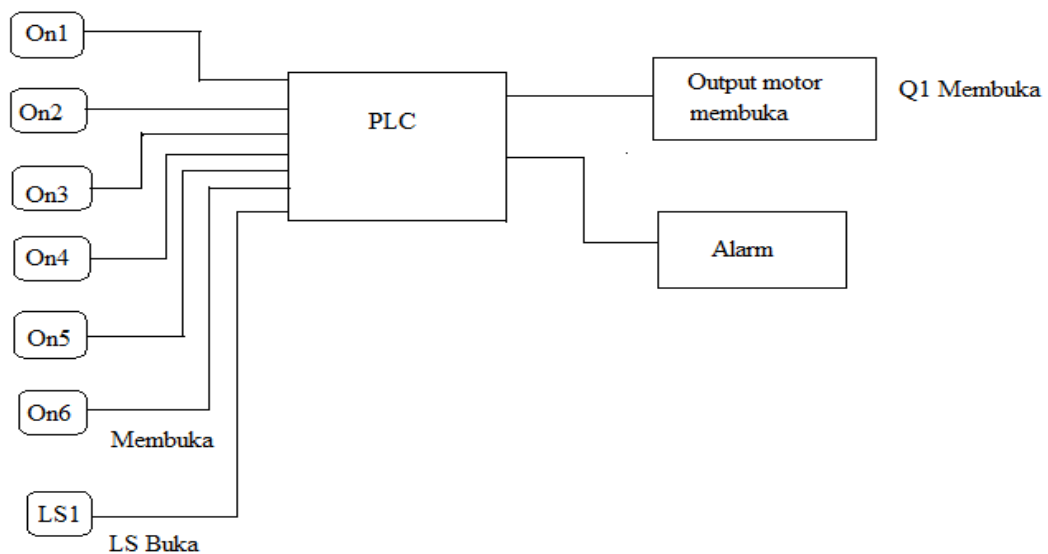 On1
On2
On3
On4
On5
On6
Membuka
LS1
LS Buka
PLC
Output motor
membuka
Q1 Membuka
Alarm